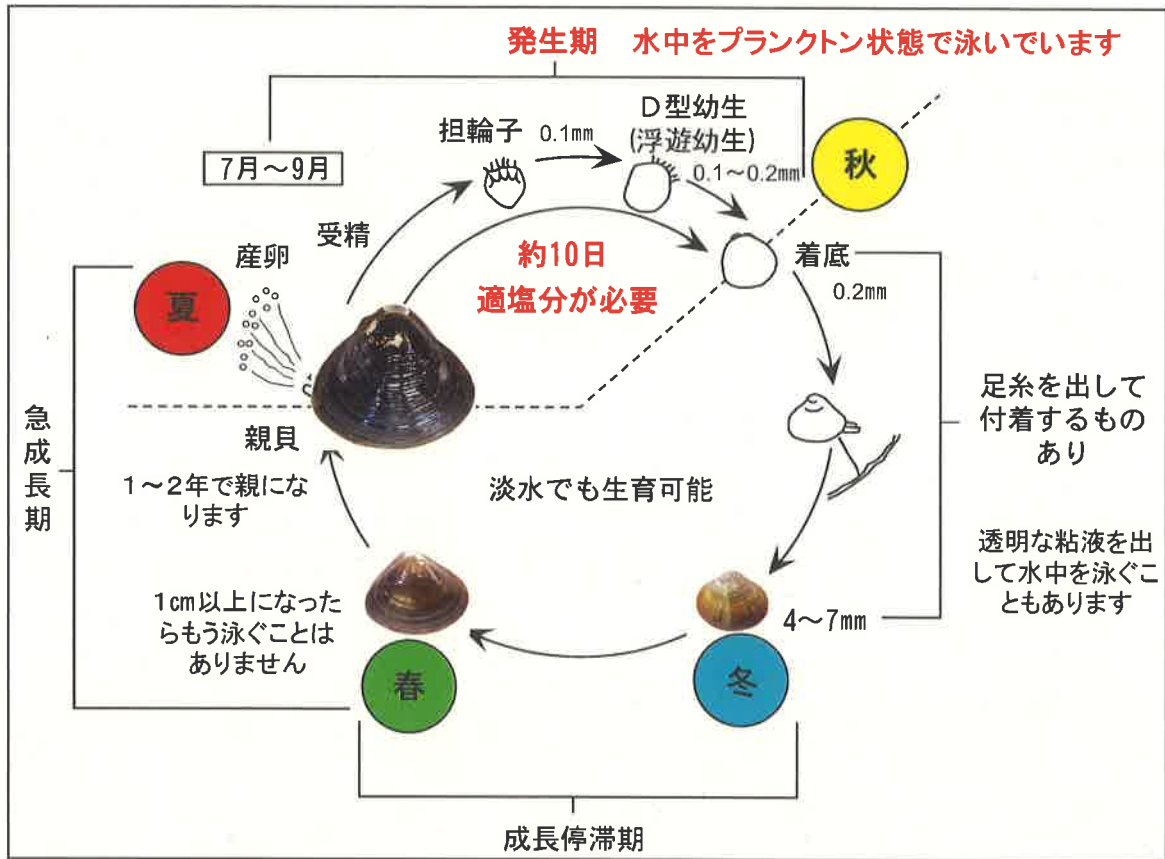 発生期　水中をプランクトン状態で泳いでいます
D型幼生
(浮遊幼生)
0.1～0.2㎜
担輪子
0.1㎜
秋
7月～9月
受精
産卵
夏
約10日
適塩分が必要
着底
0.2㎜
足糸を出して
付着するもの
あり
急成長期
親貝
1～2年で親にな
ります
淡水でも生育可能
透明な粘液を出
して水中を泳ぐこ
ともあります
1㎝以上になった
らもう泳ぐことは
ありません
4～7㎜
春
冬
成長停滞期